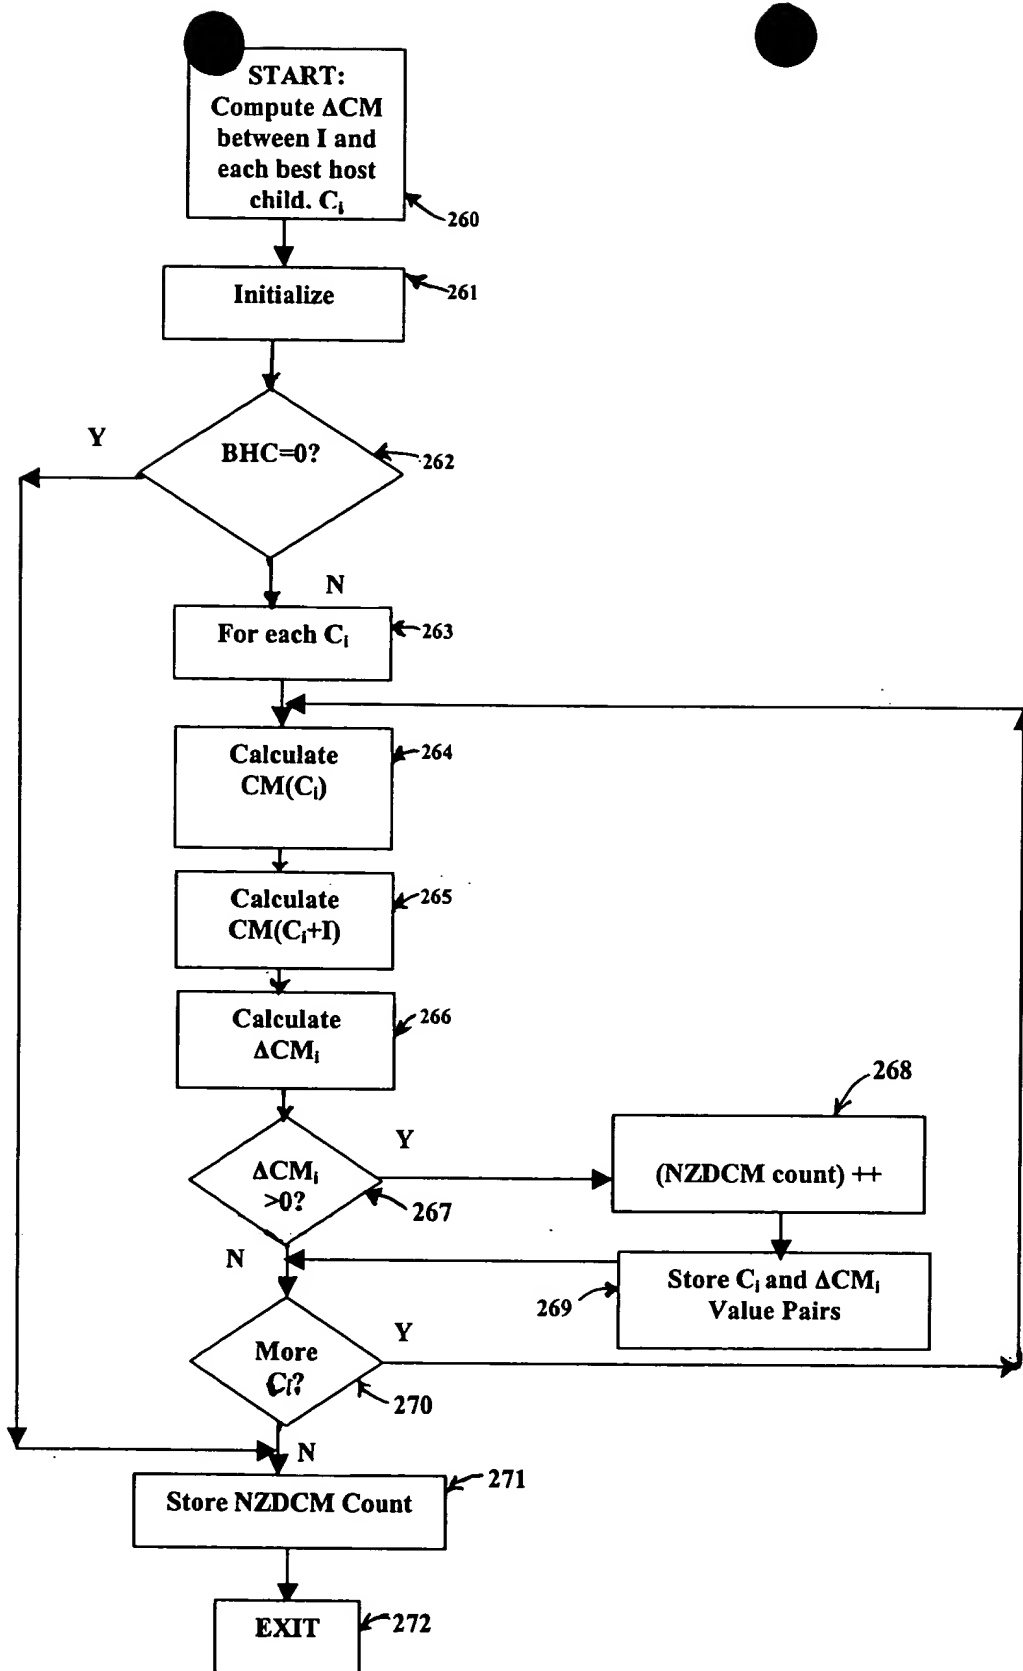 START:
Compute ΔCM
between I and
each best host
child. Cᵢ
260
Initialize
261
Y
BHC=0?
262
N
For each Cᵢ
263
Calculate
CM(Cᵢ)
264
Calculate
CM(Cᵢ+I)
265
Calculate
ΔCMᵢ
266
268
Y
ΔCMᵢ
>0?
267
(NZDCM count) ++
N
Store Cᵢ and ΔCMᵢ
Value Pairs
269
Y
More
Cᵢ?
270
N
271
Store NZDCM Count
EXIT
272